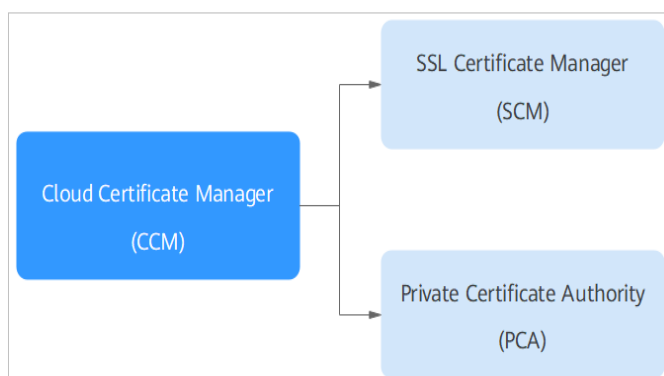 SSL Certificate Manager
(SCM)
Cloud Certificate Manager
(CCM)
Private Certificate Authority
(PCA)